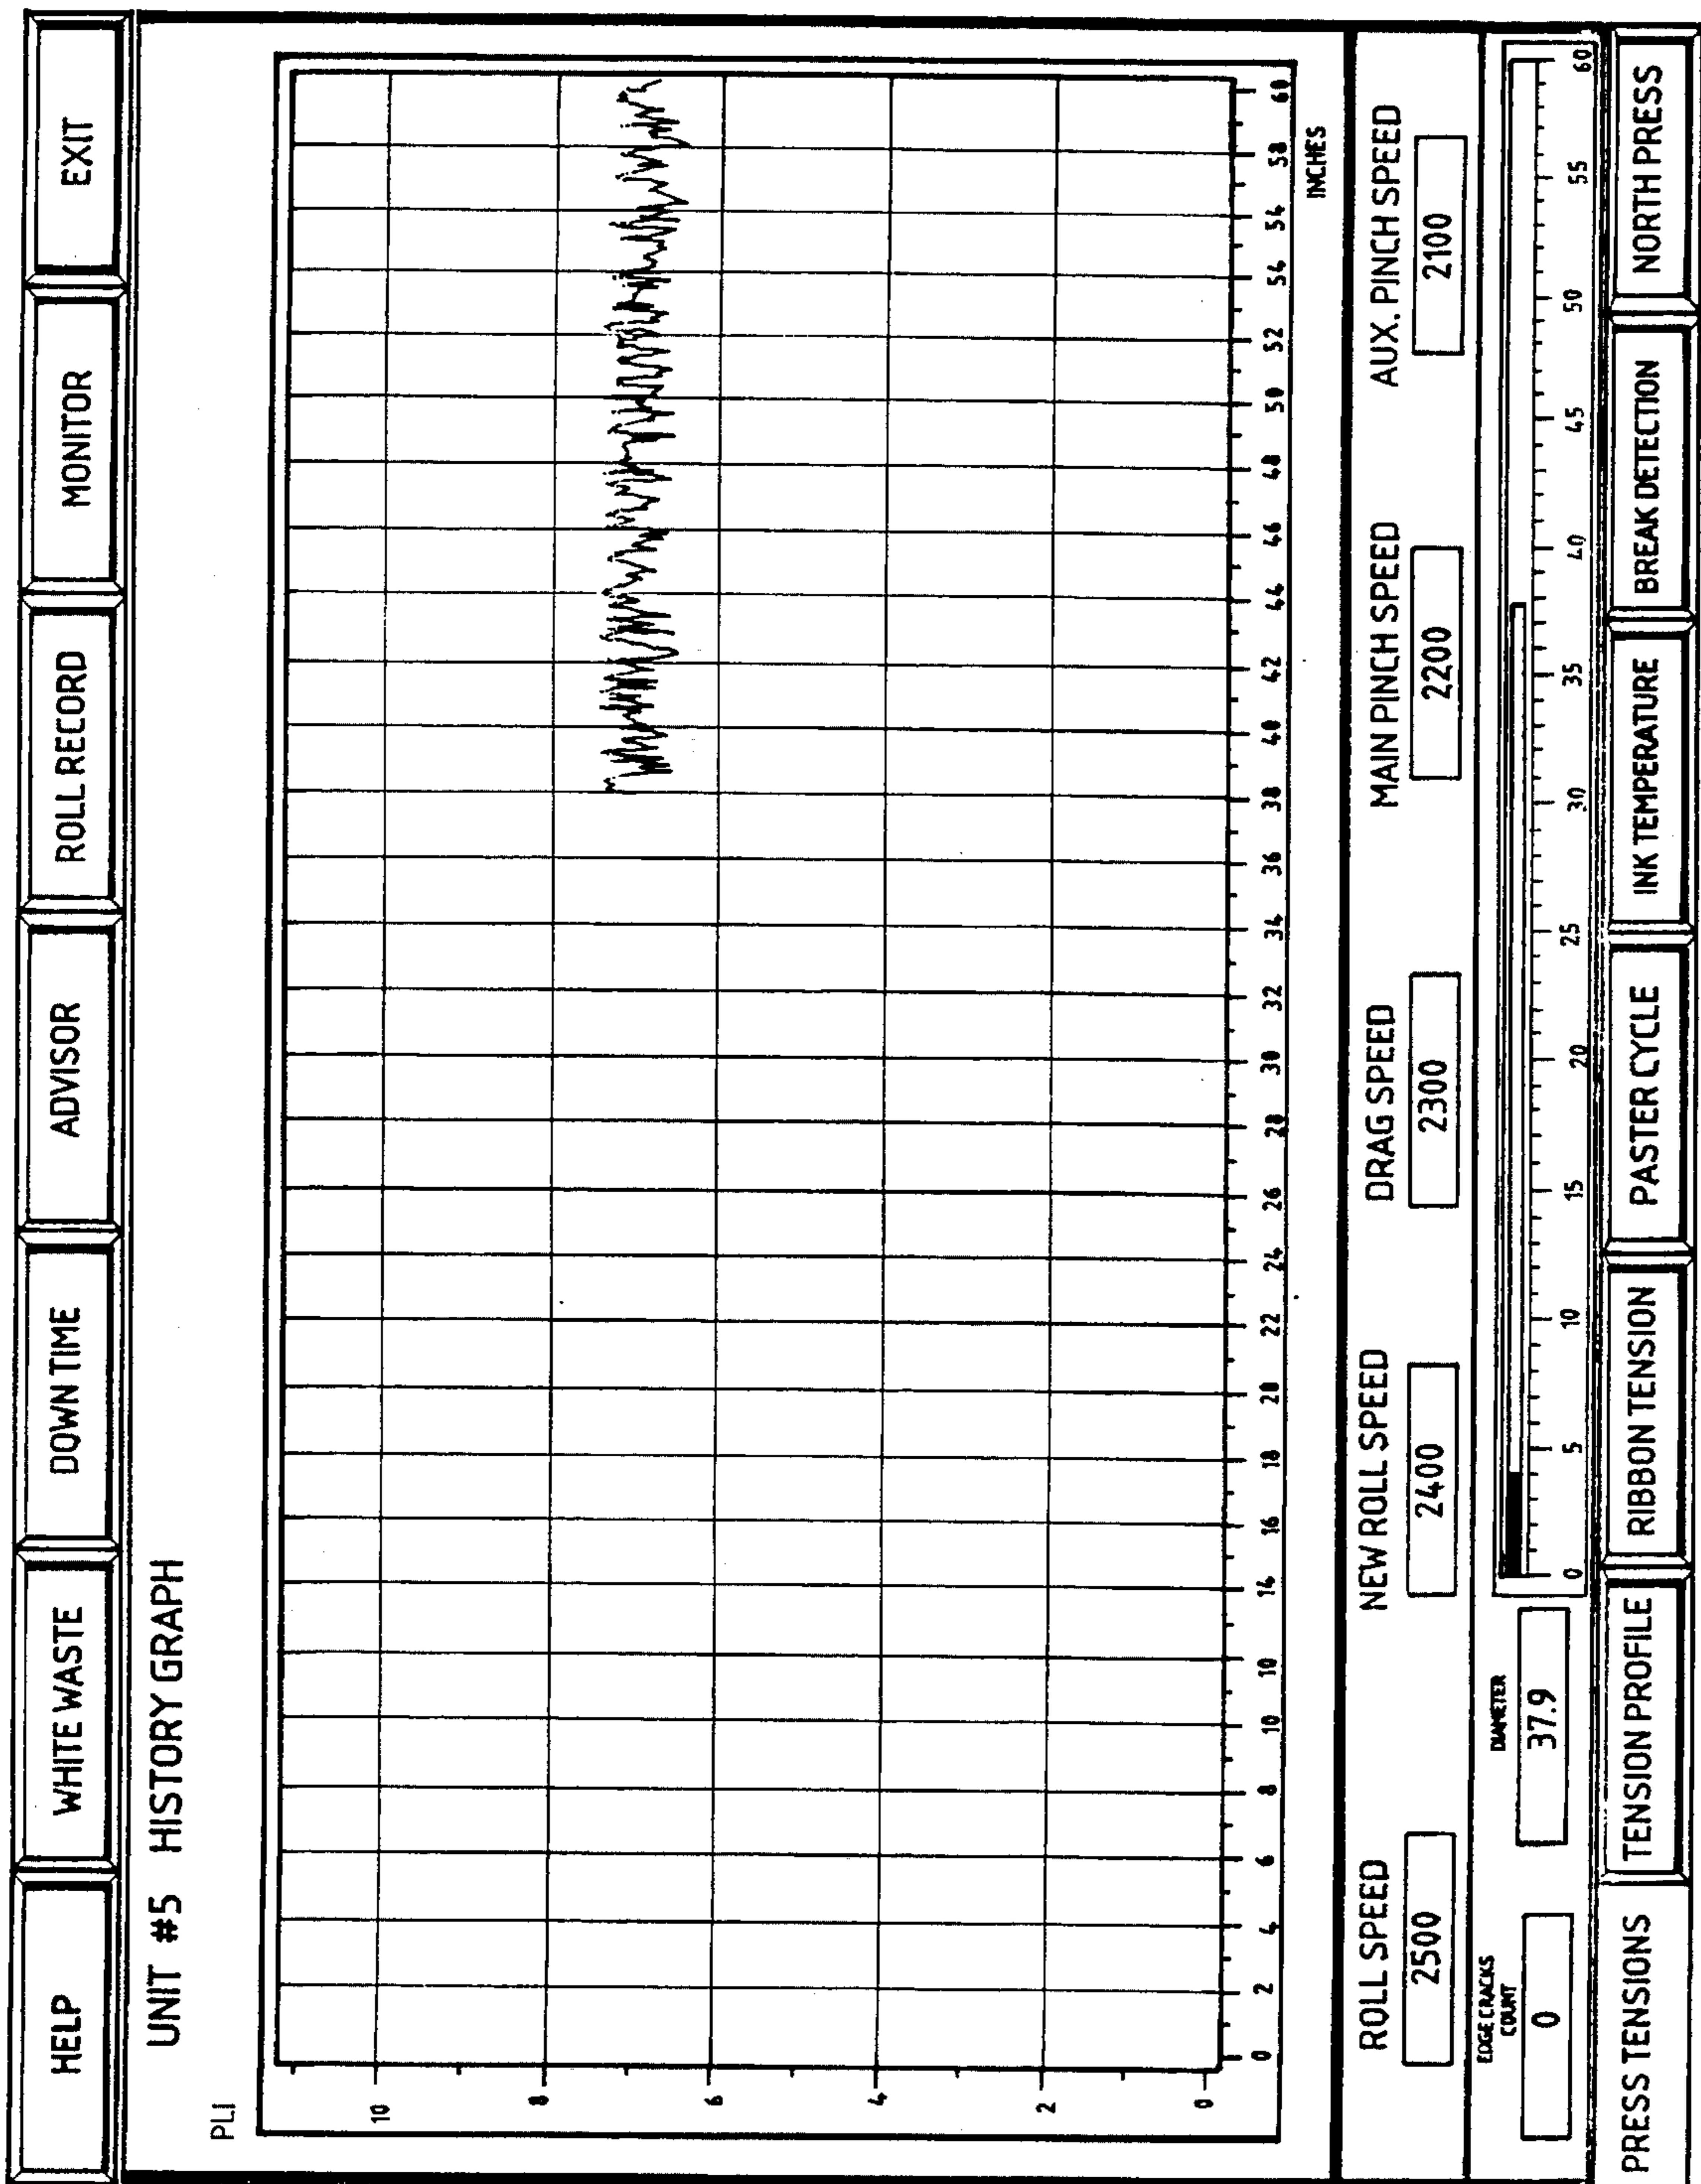 HELP WHITE WASTE DOWN TIME ADVISOR ROLL RECORD MONITOR EXIT
UNIT #5 HISTORY GRAPH
PLI
10
8
6
4
2
0
0 2 4 6 8 10 10 14 16 18 20 22 24 26 28 30 32 34 36 38 40 42 44 46 48 50 52 54 54 58 60
INCHES
ROLL SPEED NEW ROLL SPEED DRAG SPEED MAIN PINCH SPEED AUX. PINCH SPEED
2500 2400 2300 2200 2100
EDGE CRACKS
COUNT
DIAMETER
0 37.9
0 5 10 15 20 25 30 35 40 45 50 55 60
PRESS TENSIONS TENSION PROFILE RIBBON TENSION PASTER CYCLE INK TEMPERATURE BREAK DETECTION NORTH PRESS